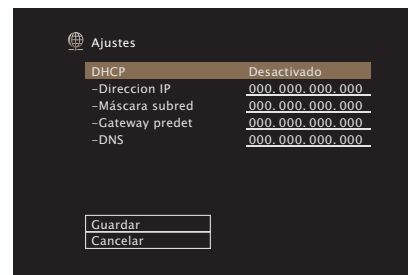 Ajustes
DHCP Desactivado
-Direccion IP 000.000.000.000
-Máscara subred 000.000.000.000
-Gateway predet 000.000.000.000
-DNS 000.000.000.000
Guardar
Cancelar